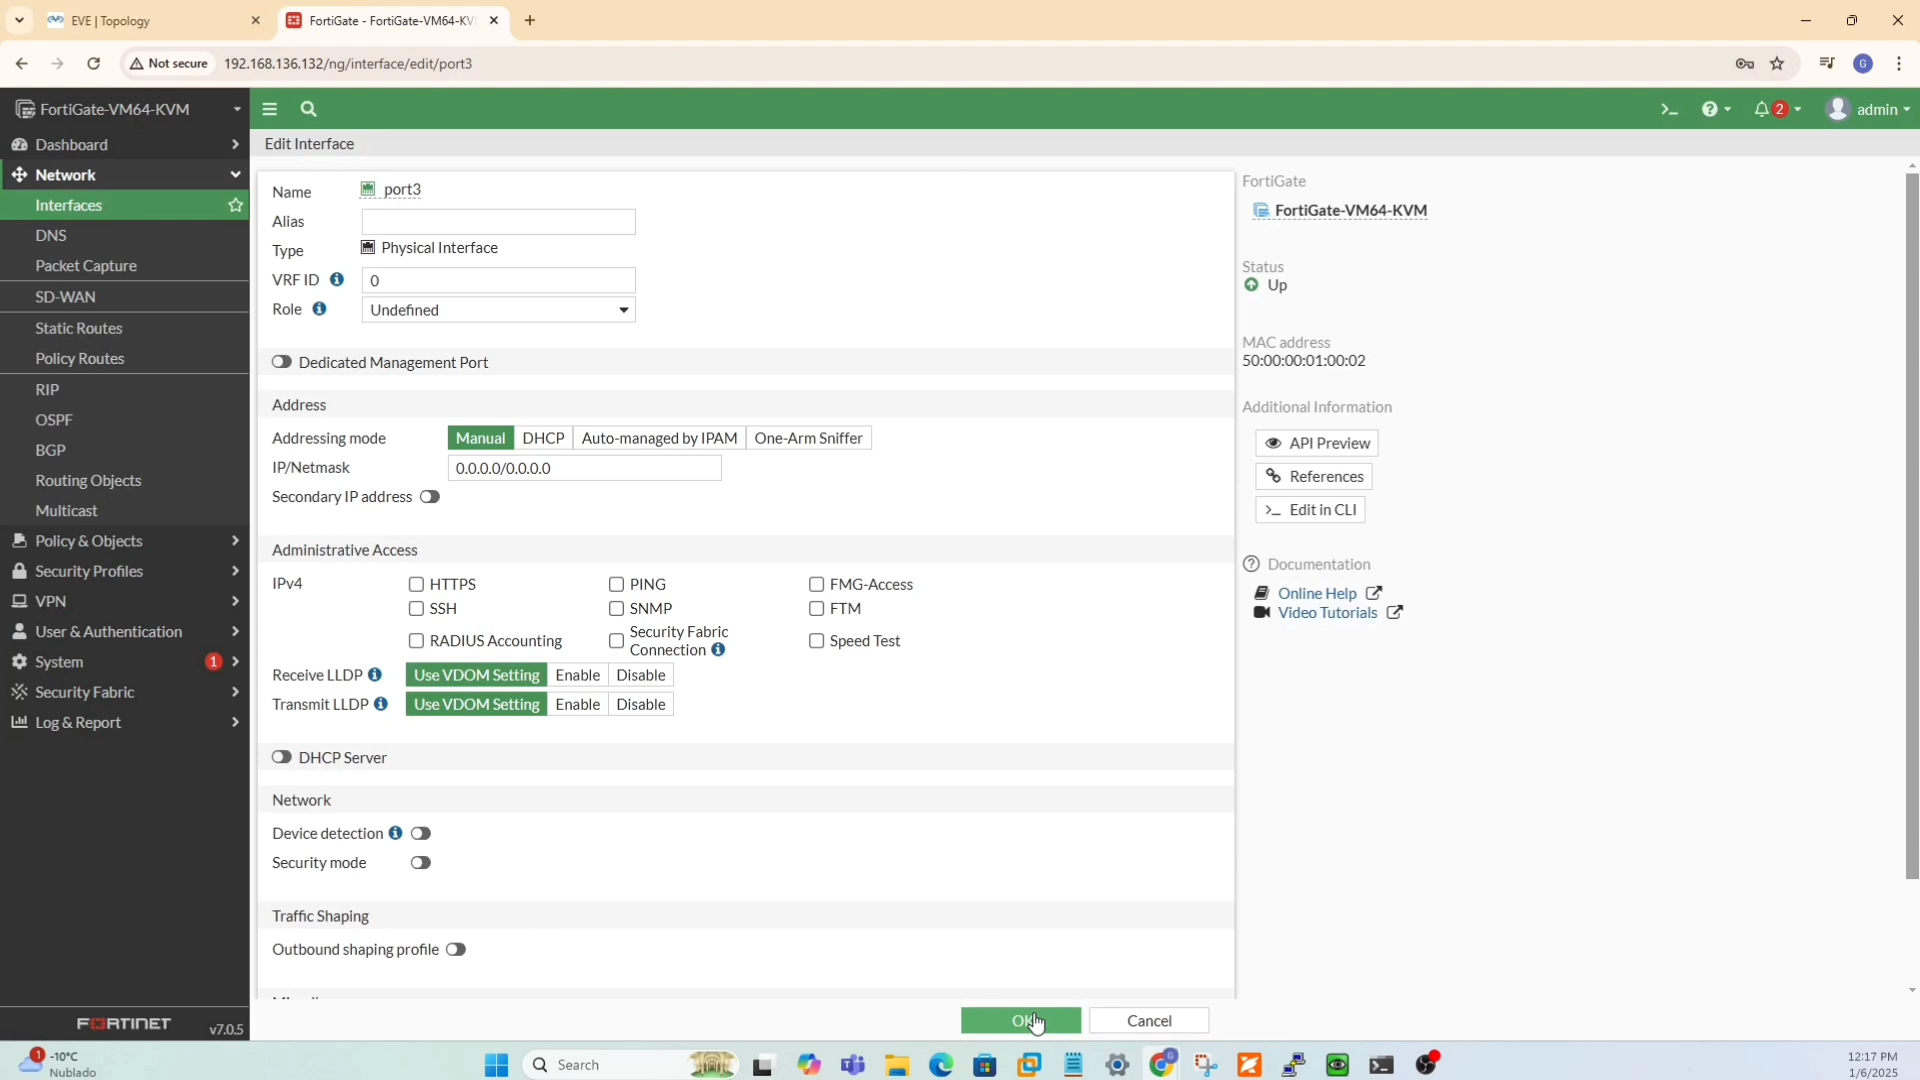 EVE | Topology
FortiGate - FortiGate-VM64-KV
Not secure
192.168.136.132/ng/interface/edit/port3
G
FortiGate-VM64-KVM
2
admin
Dashboard
Network
Interfaces
DNS
Packet Capture
SD-WAN
Static Routes
Policy Routes
RIP
OSPF
BGP
Routing Objects
Multicast
Policy & Objects
Security Profiles
VPN
User & Authentication
System 1
Security Fabric
Log & Report
FORTINET v7.0.5
Edit Interface
Name port3
Alias
Type Physical Interface
VRF ID 0
Role Undefined
Dedicated Management Port
Address
Addressing mode Manual DHCP Auto-managed by IPAM One-Arm Sniffer
IP/Netmask 0.0.0.0/0.0.0.0
Secondary IP address
Administrative Access
IPv4 HTTPS PING FMG-Access
SSH SNMP FTM
RADIUS Accounting Security Fabric Connection Speed Test
Receive LLDP Use VDOM Setting Enable Disable
Transmit LLDP Use VDOM Setting Enable Disable
DHCP Server
Network
Device detection
Security mode
Traffic Shaping
Outbound shaping profile
OK Cancel
FortiGate
FortiGate-VM64-KVM
Status
Up
MAC address
50:00:00:01:00:02
Additional Information
API Preview
References
Edit in CLI
Documentation
Online Help
Video Tutorials
1
-10°C
Nublado
Search
12:17 PM
1/6/2025